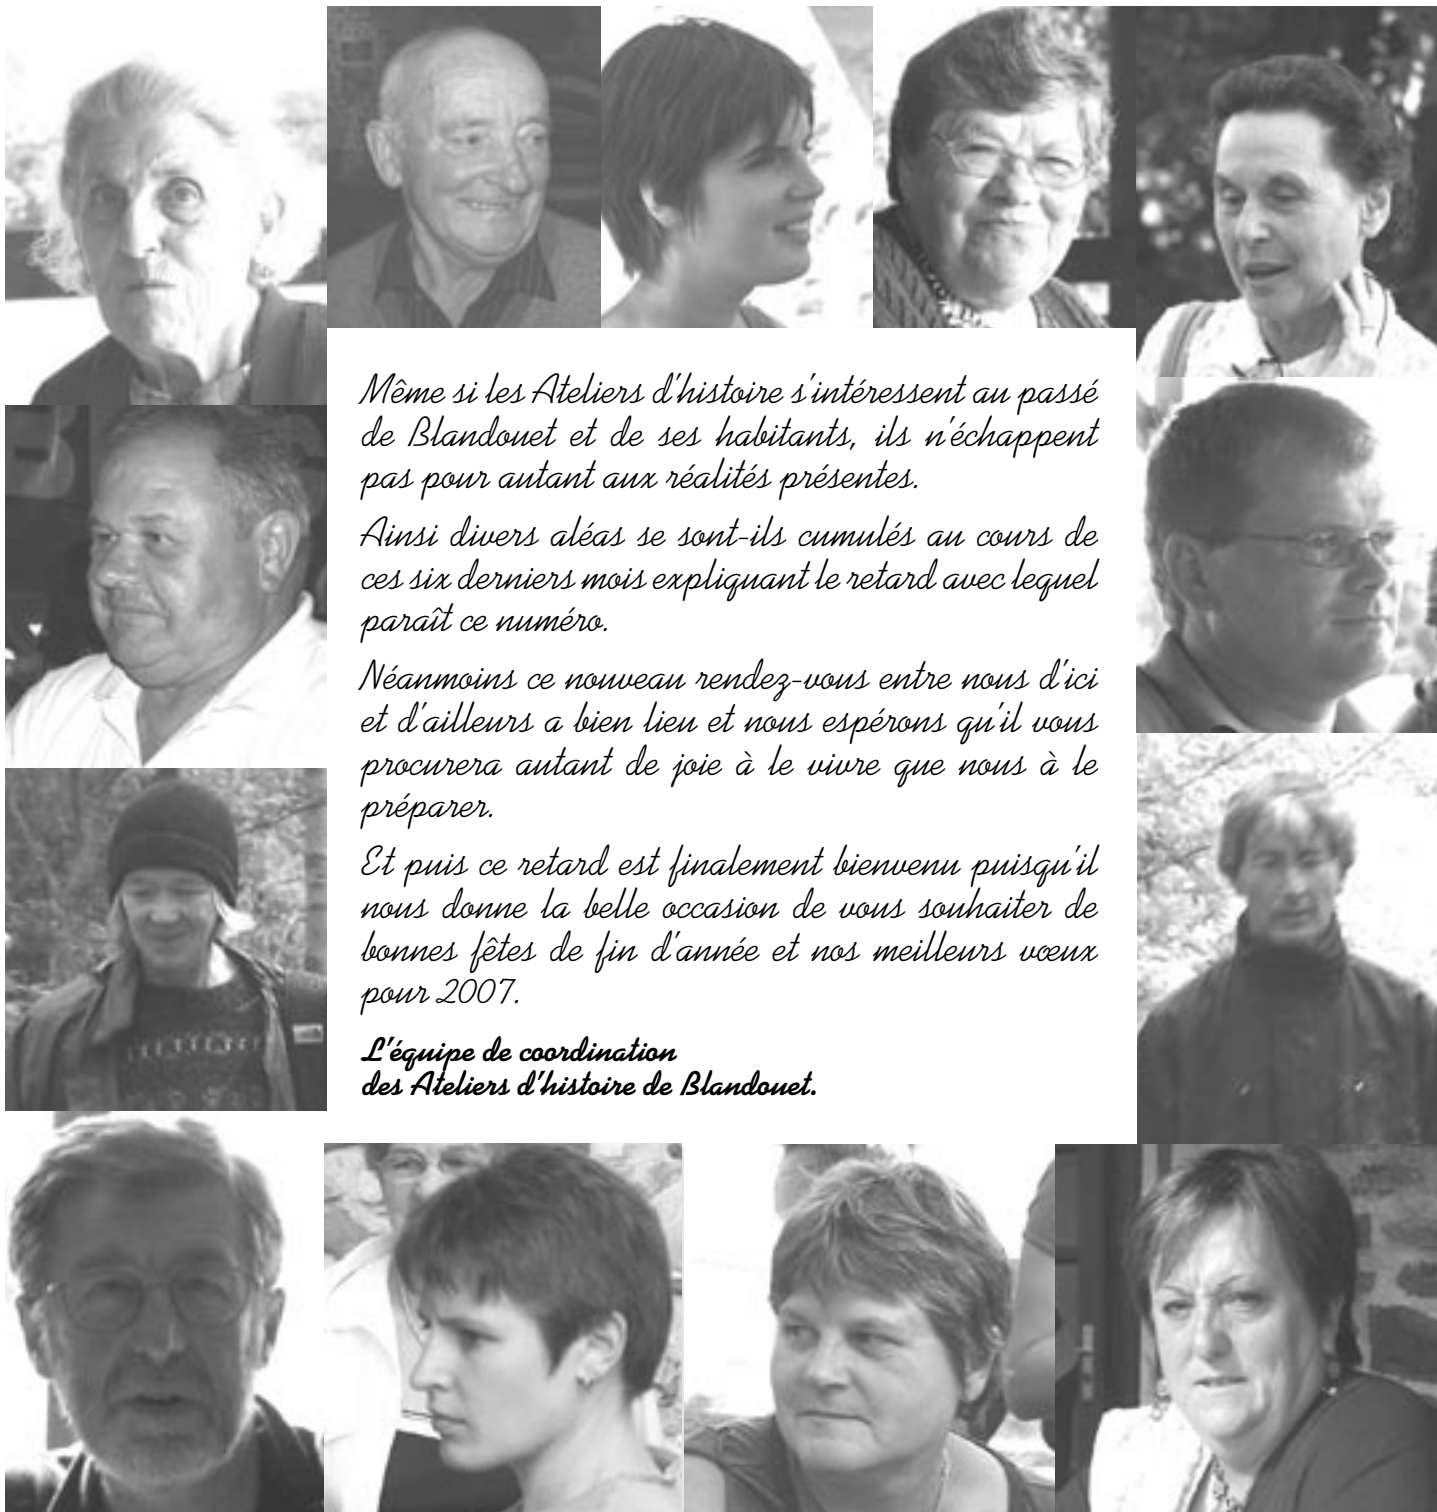 Même si les Ateliers d'histoire s'intéressent au passé
de Blandouet et de ses habitants, ils n'échappent
pas pour autant aux réalités présentes.
Ainsi divers aléas se sont-ils cumulés au cours de
ces six derniers mois expliquant le retard avec lequel
paraît ce numéro.
Néanmoins ce nouveau rendez-vous entre nous d'ici
et d'ailleurs a bien lieu et nous espérons qu'il vous
procurera autant de joie à le vivre que nous à le
préparer.
Et puis ce retard est finalement bienvenu puisqu'il
nous donne la belle occasion de vous souhaiter de
bonnes fêtes de fin d'année et nos meilleurs vœux
pour 2007.
L'équipe de coordination
des Ateliers d'histoire de Blandouet.